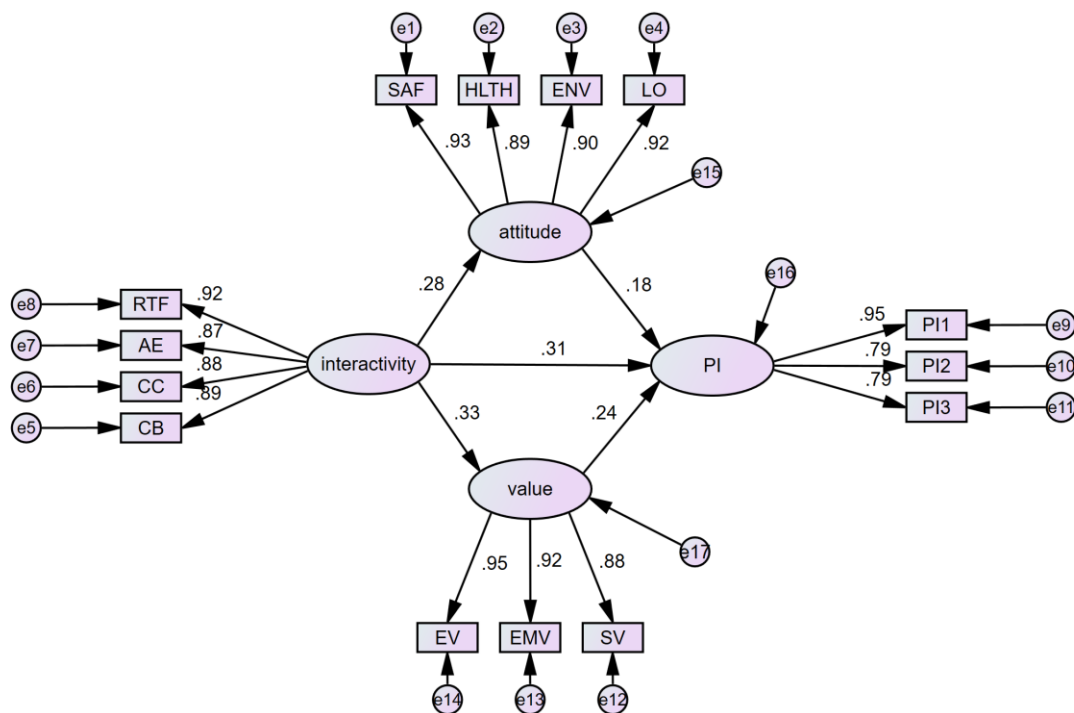 e1 e2 e3 e4
SAF HLTH ENV LO
.93 .89 .90 .92
e15
attitude
.28 .18
e16
e8 RTF .92
e7 AE .87
e6 CC .88
e5 CB .89
interactivity
.31
PI
.95 PI1 e9
.79 PI2 e10
.79 PI3 e11
.33 .24
value
e17
.95 .92 .88
EV EMV SV
e14 e13 e12